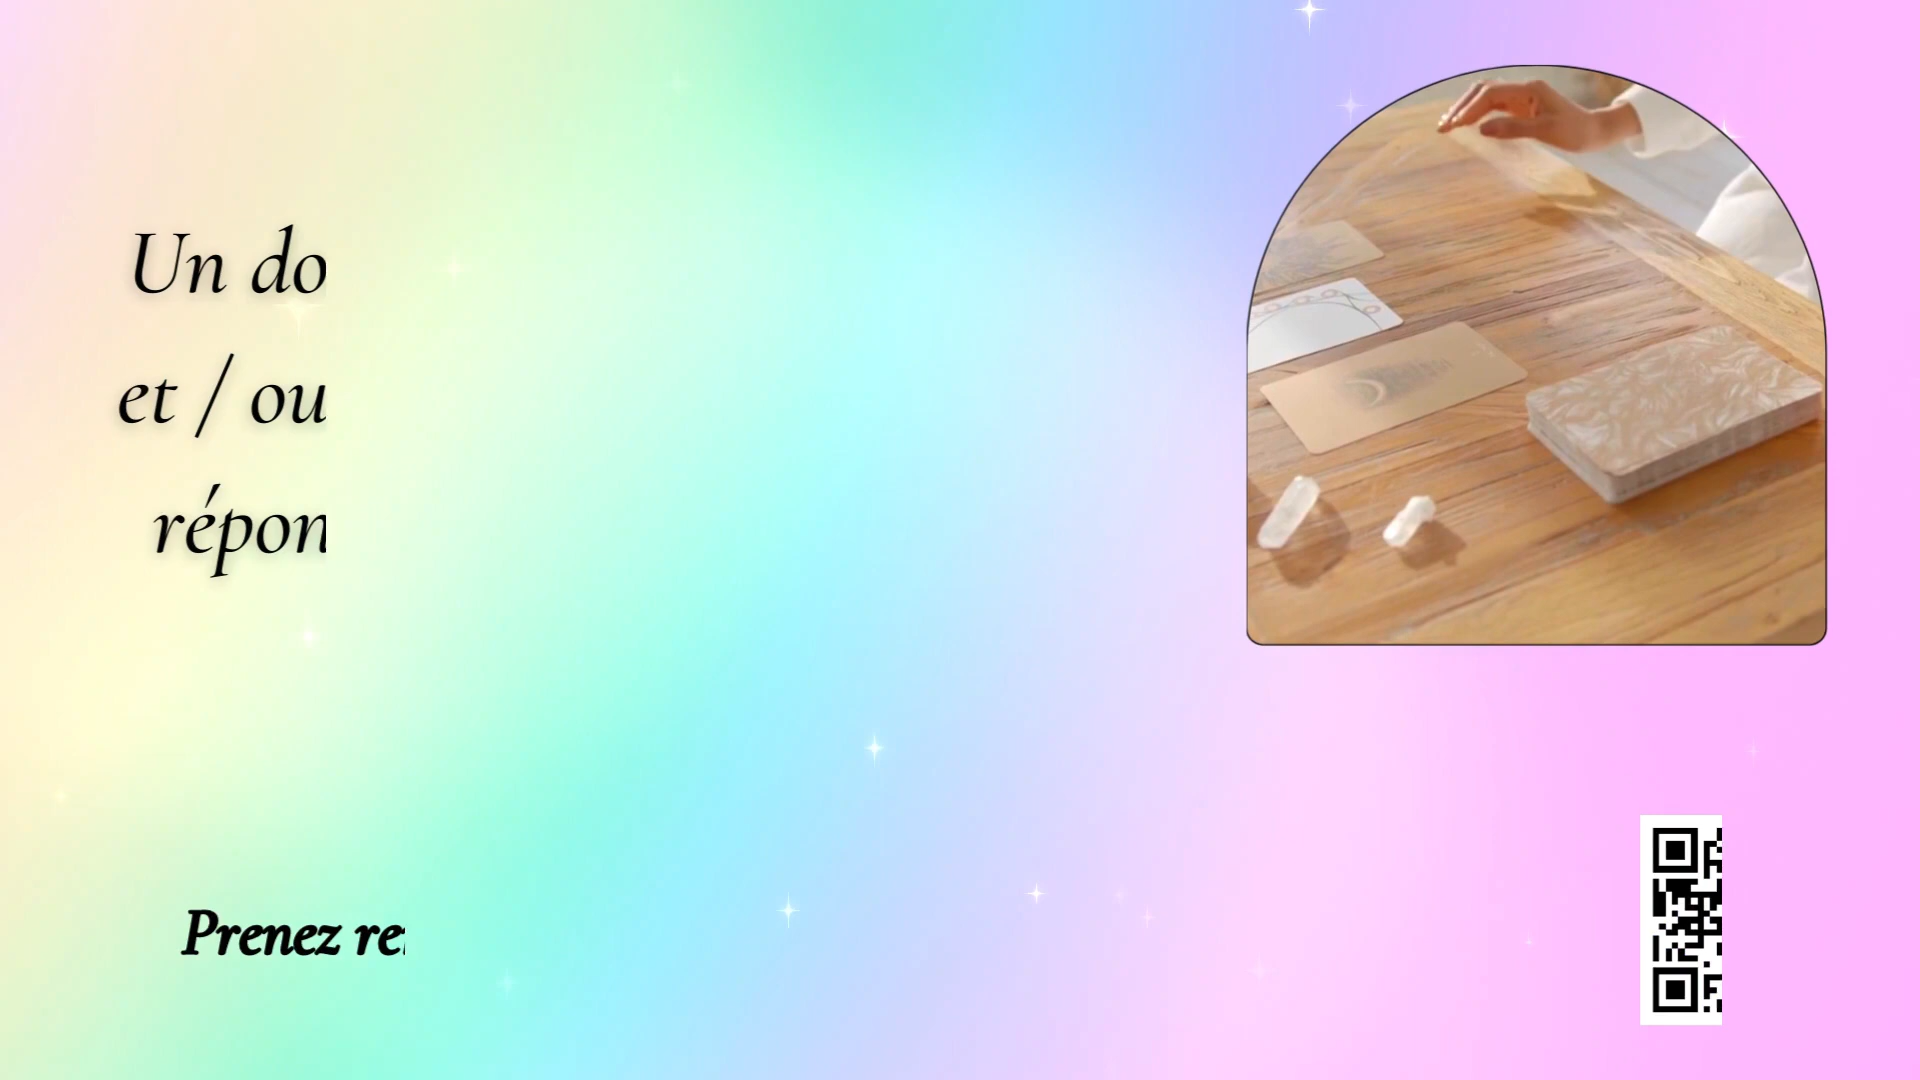 Un do
et / ou
répon
Prenez re